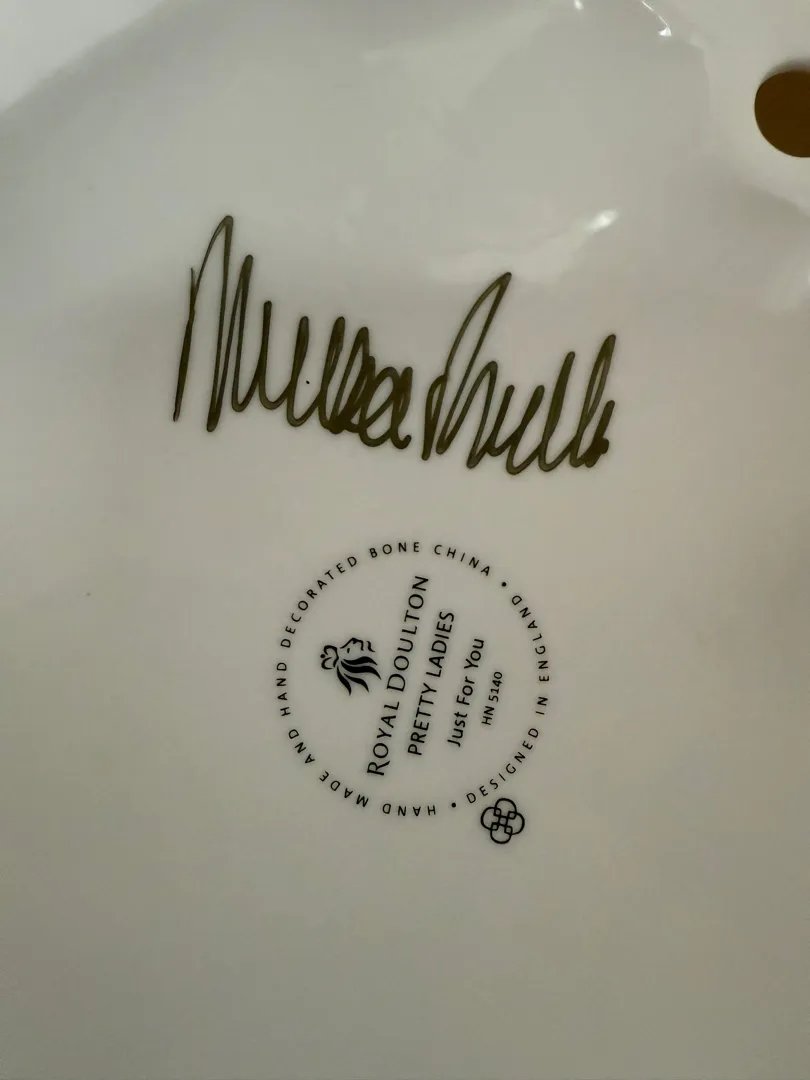 HAND MADE AND HAND DECORATED BONE CHINA • DESIGNED IN ENGLAND •
ROYAL DOULTON
PRETTY LADIES
Just For You
HN 5140